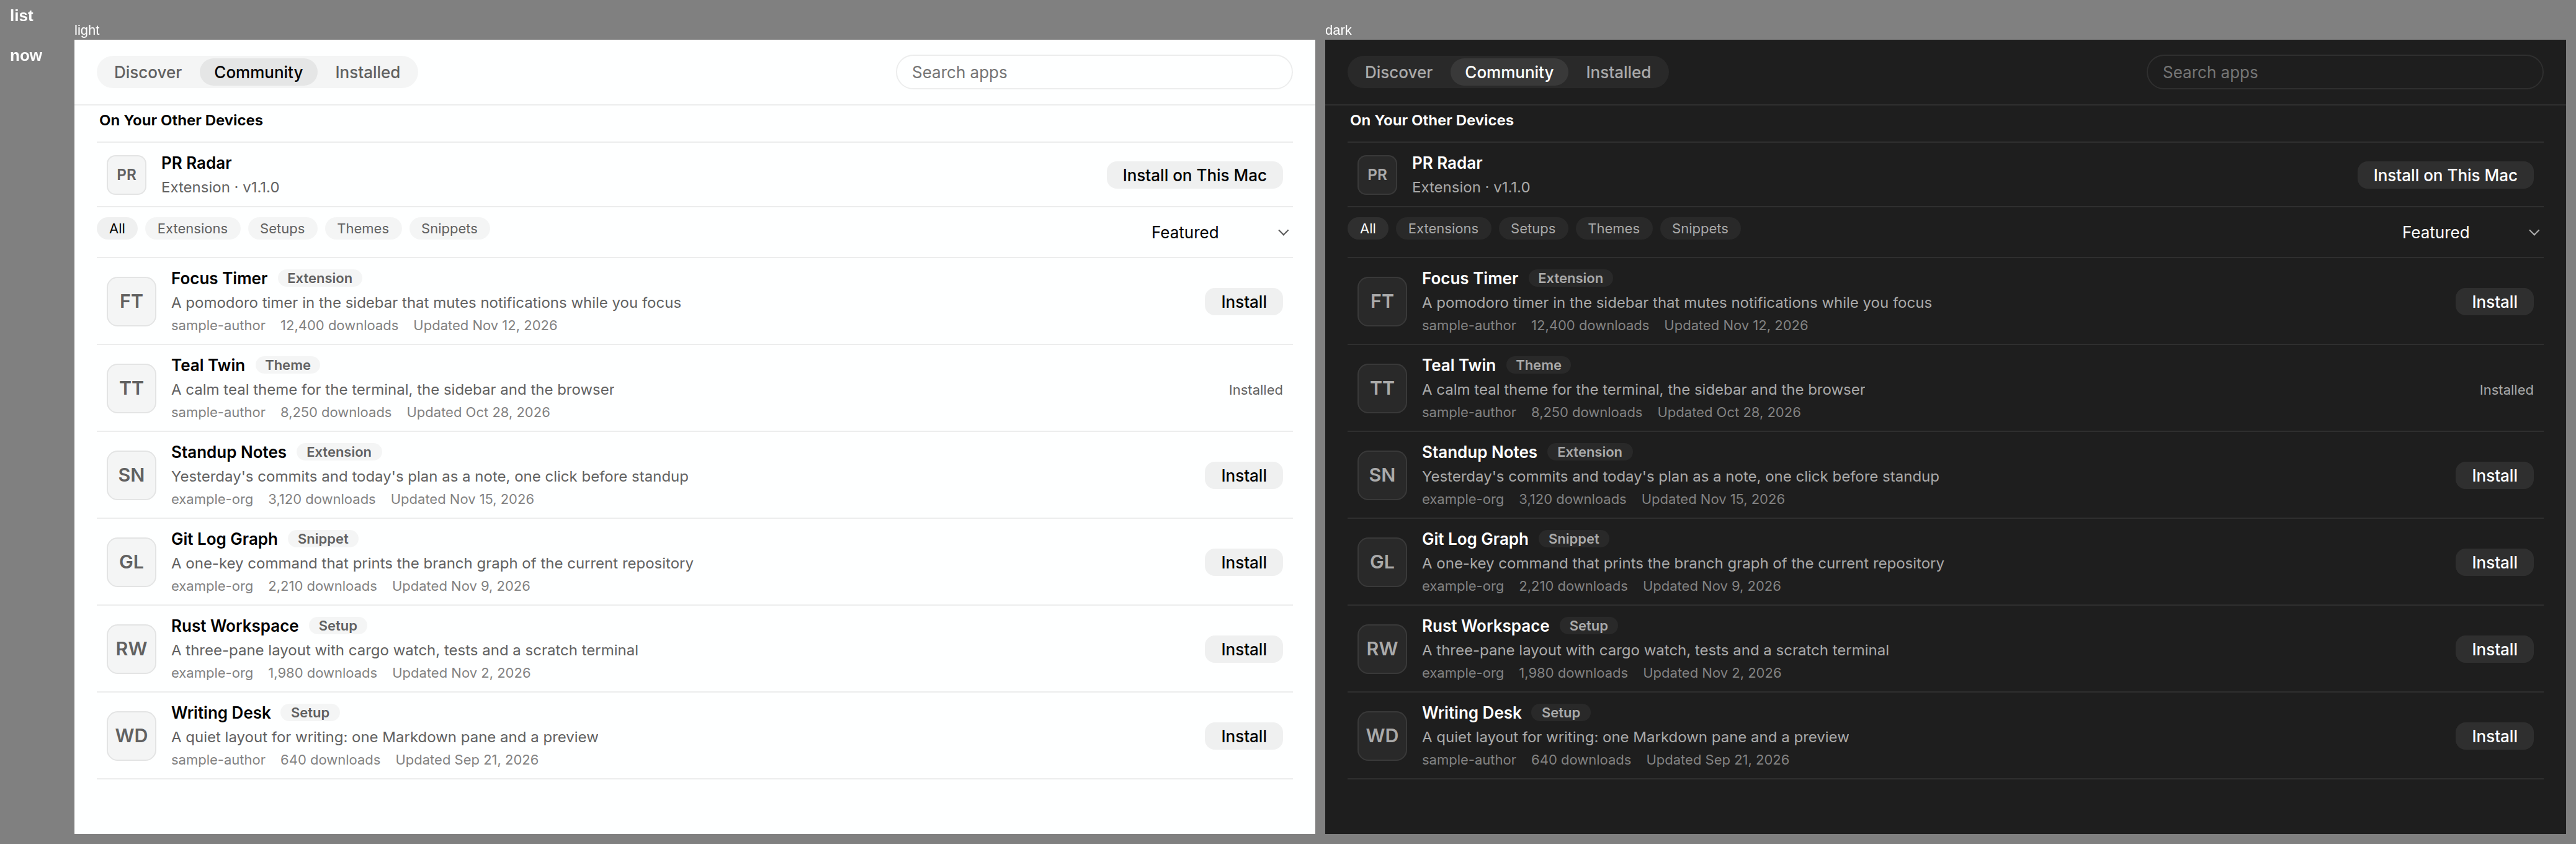 list
now
light
Discover Community Installed Search apps
On Your Other Devices
PR PR Radar
Extension · v1.1.0
Install on This Mac
All Extensions Setups Themes Snippets Featured
FT Focus Timer Extension
A pomodoro timer in the sidebar that mutes notifications while you focus
sample-author 12,400 downloads Updated Nov 12, 2026
Install
TT Teal Twin Theme
A calm teal theme for the terminal, the sidebar and the browser
sample-author 8,250 downloads Updated Oct 28, 2026
Installed
SN Standup Notes Extension
Yesterday's commits and today's plan as a note, one click before standup
example-org 3,120 downloads Updated Nov 15, 2026
Install
GL Git Log Graph Snippet
A one-key command that prints the branch graph of the current repository
example-org 2,210 downloads Updated Nov 9, 2026
Install
RW Rust Workspace Setup
A three-pane layout with cargo watch, tests and a scratch terminal
example-org 1,980 downloads Updated Nov 2, 2026
Install
WD Writing Desk Setup
A quiet layout for writing: one Markdown pane and a preview
sample-author 640 downloads Updated Sep 21, 2026
Install
dark
Discover Community Installed Search apps
On Your Other Devices
PR PR Radar
Extension · v1.1.0
Install on This Mac
All Extensions Setups Themes Snippets Featured
FT Focus Timer Extension
A pomodoro timer in the sidebar that mutes notifications while you focus
sample-author 12,400 downloads Updated Nov 12, 2026
Install
TT Teal Twin Theme
A calm teal theme for the terminal, the sidebar and the browser
sample-author 8,250 downloads Updated Oct 28, 2026
Installed
SN Standup Notes Extension
Yesterday's commits and today's plan as a note, one click before standup
example-org 3,120 downloads Updated Nov 15, 2026
Install
GL Git Log Graph Snippet
A one-key command that prints the branch graph of the current repository
example-org 2,210 downloads Updated Nov 9, 2026
Install
RW Rust Workspace Setup
A three-pane layout with cargo watch, tests and a scratch terminal
example-org 1,980 downloads Updated Nov 2, 2026
Install
WD Writing Desk Setup
A quiet layout for writing: one Markdown pane and a preview
sample-author 640 downloads Updated Sep 21, 2026
Install